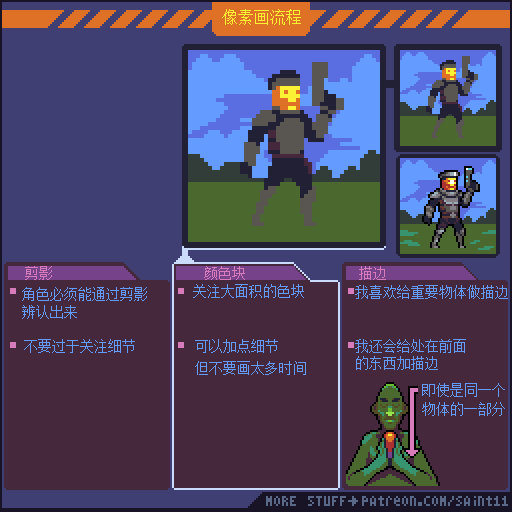 像素画流程
剪影
角色必须能通过剪影
辨认出来
不要过于关注细节
颜色块
关注大面积的色块
可以加点细节
但不要画太多时间
描边
我喜欢给重要物体做描边
我还会给处在前面
的东西加描边
即使是同一个
物体的一部分
MORE STUFF→PATREON.COM/SAINT11